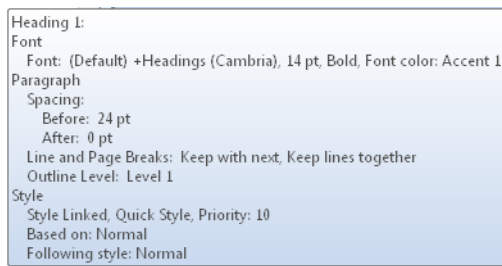 Heading 1:
Font
Font: (Default) +Headings (Cambria), 14 pt, Bold, Font color: Accent 1
Paragraph
Spacing:
Before: 24 pt
After: 0 pt
Line and Page Breaks: Keep with next, Keep lines together
Outline Level: Level 1
Style
Style Linked, Quick Style, Priority: 10
Based on: Normal
Following style: Normal